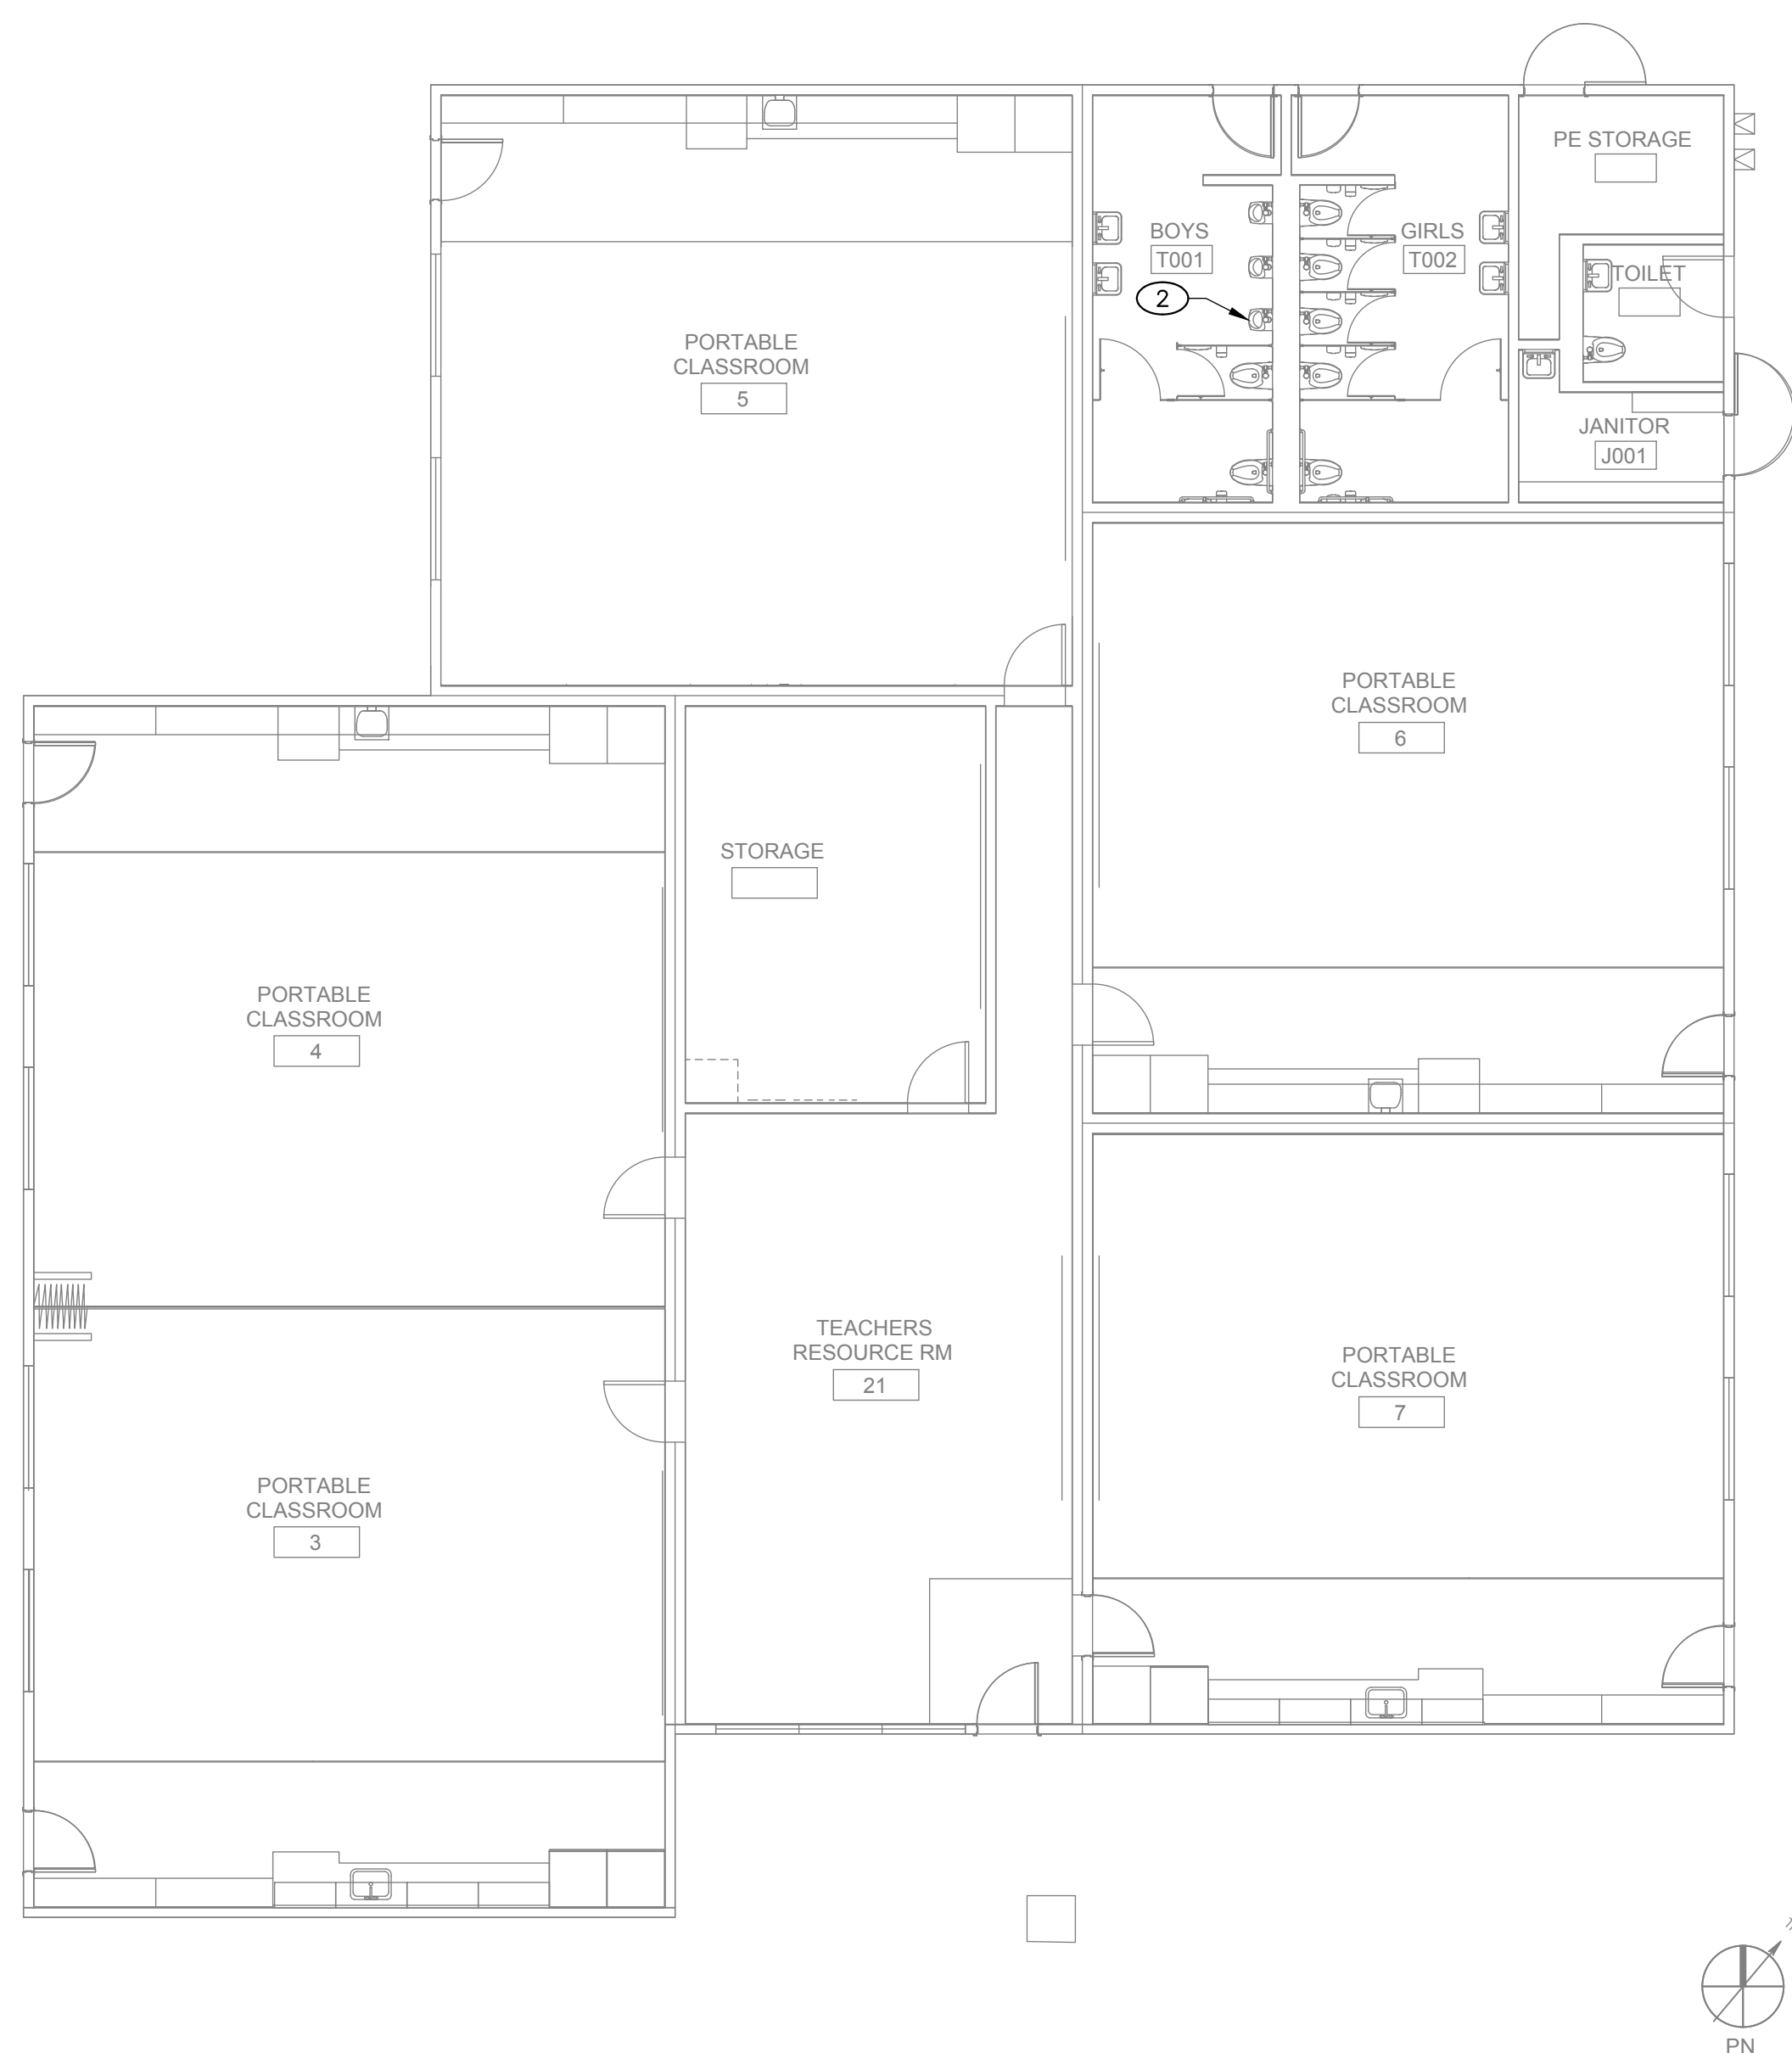 PE STORAGE
BOYS
T001
GIRLS
T002
TOILET
2
PORTABLE
CLASSROOM
5
JANITOR
J001
PORTABLE
CLASSROOM
6
STORAGE
PORTABLE
CLASSROOM
4
TEACHERS
RESOURCE RM
21
PORTABLE
CLASSROOM
7
PORTABLE
CLASSROOM
3
PN